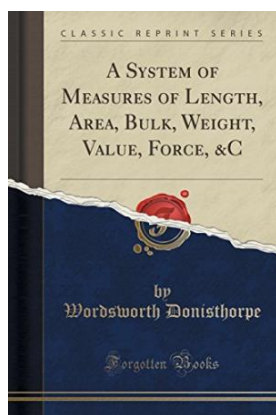 CLASSIC REPRINT SERIES
A SYSTEM OF
MEASURES OF LENGTH,
AREA, BULK, WEIGHT,
VALUE, FORCE, &C
by
Wordsworth Donisthorpe
Forgotten Books